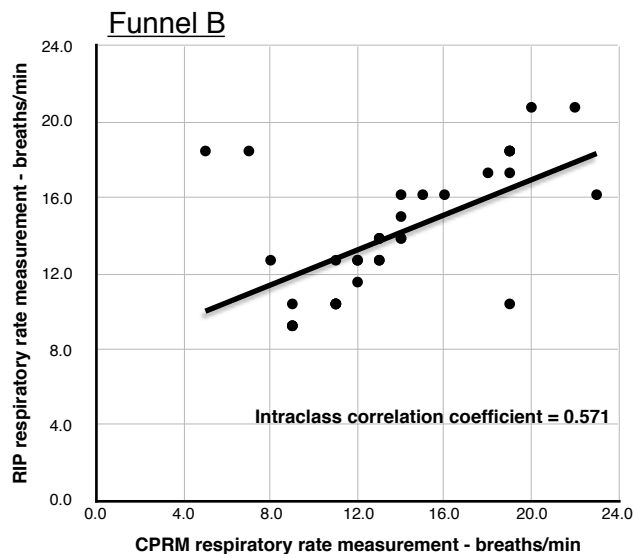 Funnel B
24.0
20.0
16.0
12.0
8.0
4.0
0.0
0.0 4.0 8.0 12.0 16.0 20.0 24.0
RIP respiratory rate measurement - breaths/min
Intraclass correlation coefficient = 0.571
CPRM respiratory rate measurement - breaths/min